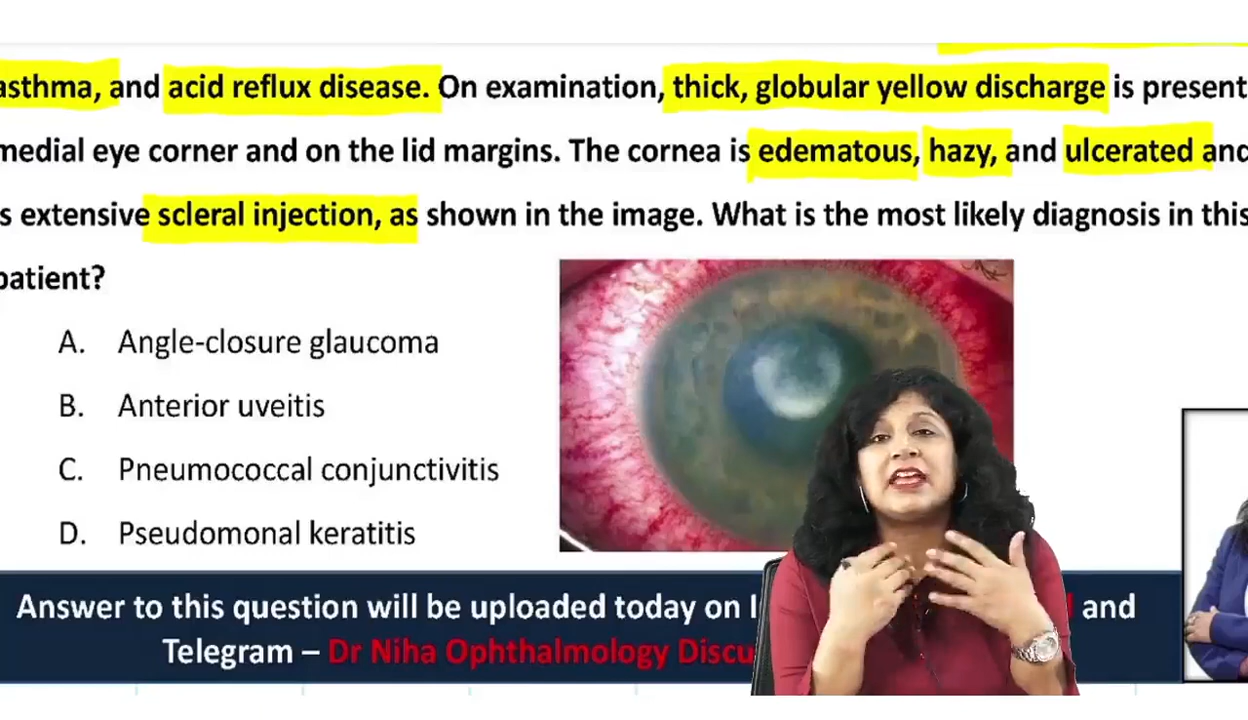 asthma, and acid reflux disease. On examination, thick, globular yellow discharge is present
medial eye corner and on the lid margins. The cornea is edematous, hazy, and ulcerated and
s extensive scleral injection, as shown in the image. What is the most likely diagnosis in this
patient?
A. Angle-closure glaucoma
B. Anterior uveitis
C. Pneumococcal conjunctivitis
D. Pseudomonal keratitis
Answer to this question will be uploaded today on I and
Telegram – Dr Niha Ophthalmology Discu